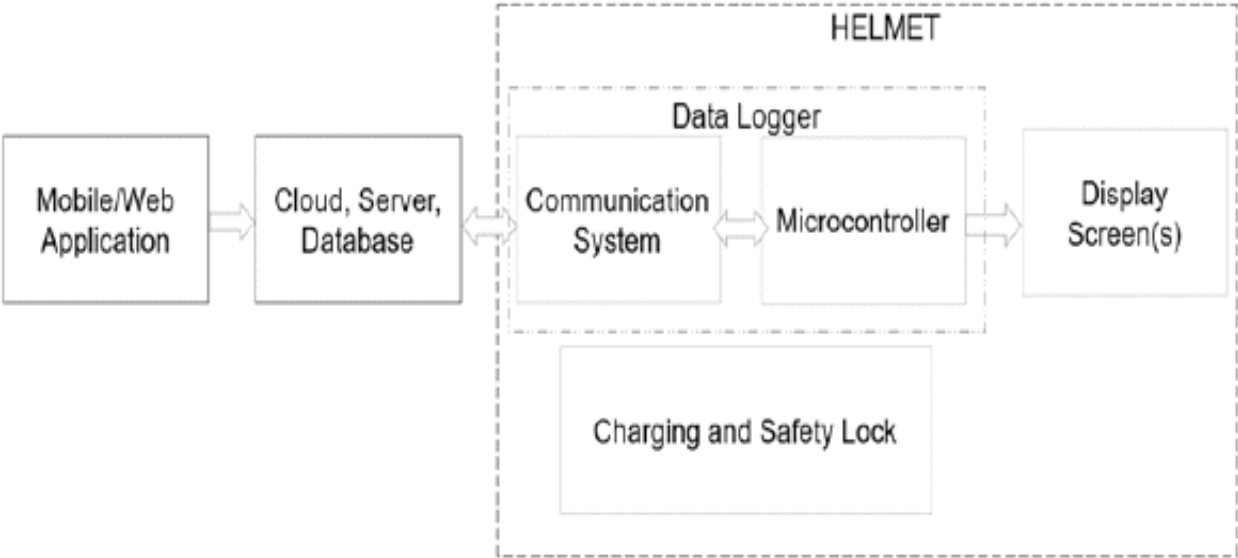 HELMET
Data Logger
Mobile/Web
Application
Cloud, Server,
Database
Communication
System
Microcontroller
Display
Screen(s)
Charging and Safety Lock